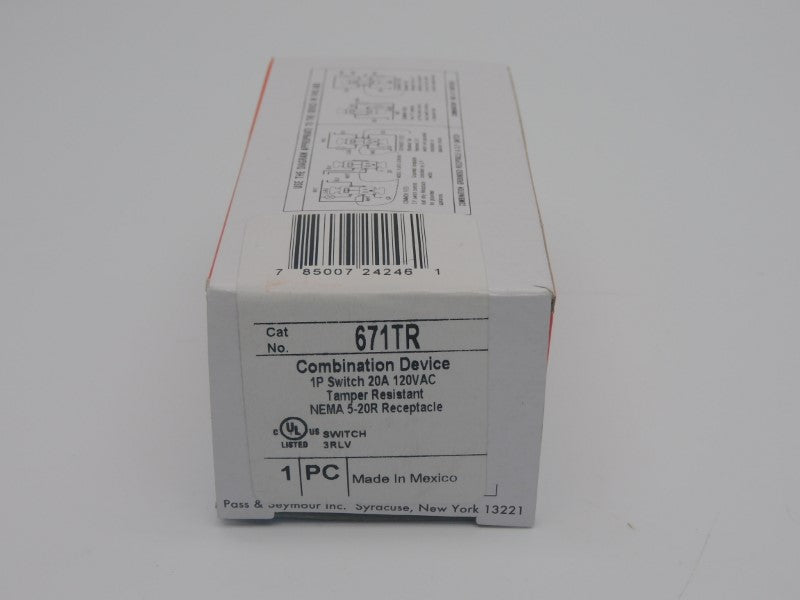 USE THE DIAGRAM APPROPRIATE TO THE DEVICE IN THIS BOX
7 85007 24246 1
Cat
No. 671TR
Combination Device
1P Switch 20A 120VAC
Tamper Resistant
NEMA 5-20R Receptacle
C UL US
LISTED
SWITCH
3RLV
1 PC Made In Mexico
Pass & Seymour Inc. Syracuse, New York 13221